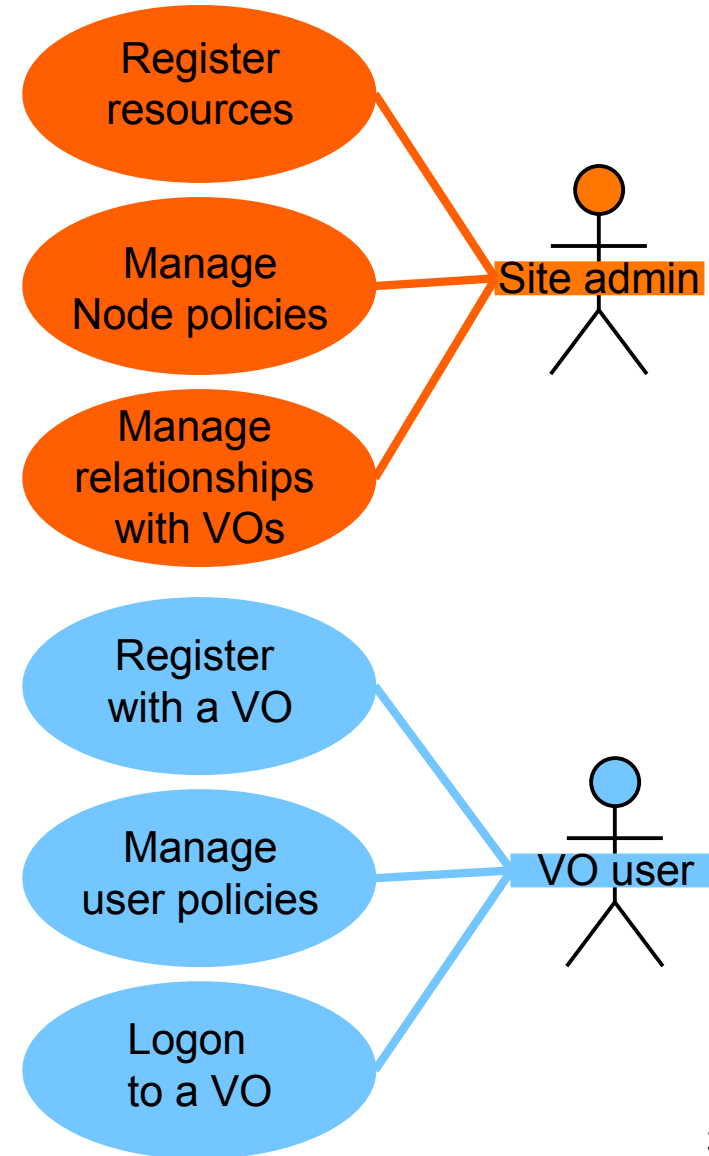 Register
resources
Manage
Node policies
Site admin
Manage
relationships
with VOs
Register
with a VO
Manage
user policies
VO user
Logon
to a VO